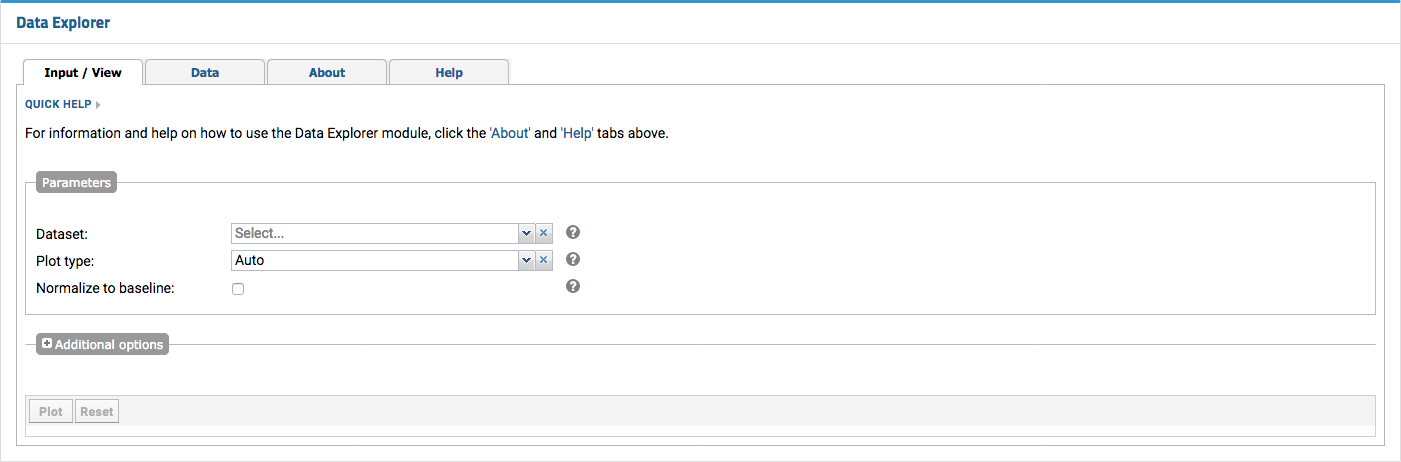 Data Explorer
Input / View Data About Help
QUICK HELP
For information and help on how to use the Data Explorer module, click the 'About' and 'Help' tabs above.
Parameters
Dataset: Select...
Plot type: Auto
Normalize to baseline:
Additional options
Plot Reset